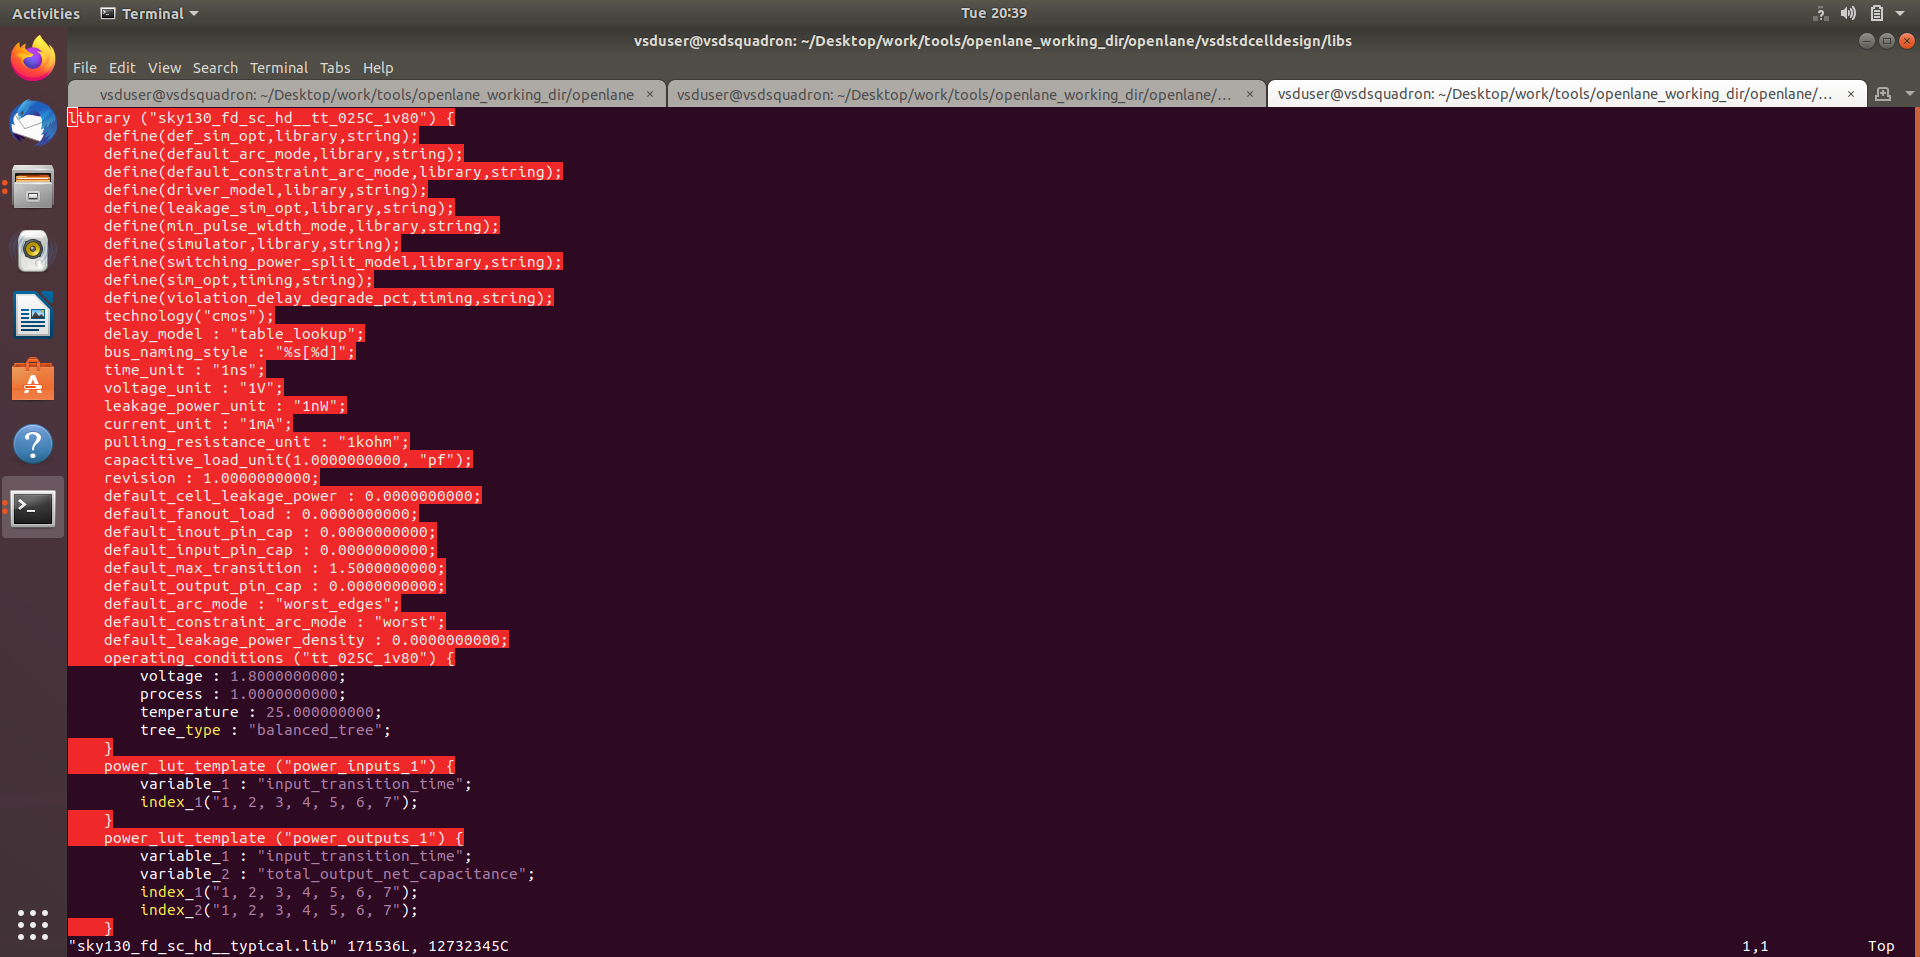 Activities Terminal Tue 20:39
vsduser@vsdsquadron: ~/Desktop/work/tools/openlane_working_dir/openlane/vsdstdcelldesign/libs
File Edit View Search Terminal Tabs Help
vsduser@vsdsquadron: ~/Desktop/work/tools/openlane_working_dir/openlane × vsduser@vsdsquadron: ~/Desktop/work/tools/openlane_working_dir/openlane/... × vsduser@vsdsquadron: ~/Desktop/work/tools/openlane_working_dir/openlane/... ×
library ("sky130_fd_sc_hd__tt_025C_1v80") {
    define(def_sim_opt,library,string);
    define(default_arc_mode,library,string);
    define(default_constraint_arc_mode,library,string);
    define(driver_model,library,string);
    define(leakage_sim_opt,library,string);
    define(min_pulse_width_mode,library,string);
    define(simulator,library,string);
    define(switching_power_split_model,library,string);
    define(sim_opt,timing,string);
    define(violation_delay_degrade_pct,timing,string);
    technology("cmos");
    delay_model : "table_lookup";
    bus_naming_style : "%s[%d]";
    time_unit : "1ns";
    voltage_unit : "1V";
    leakage_power_unit : "1nW";
    current_unit : "1mA";
    pulling_resistance_unit : "1kohm";
    capacitive_load_unit(1.0000000000, "pf");
    revision : 1.0000000000;
    default_cell_leakage_power : 0.0000000000;
    default_fanout_load : 0.0000000000;
    default_inout_pin_cap : 0.0000000000;
    default_input_pin_cap : 0.0000000000;
    default_max_transition : 1.5000000000;
    default_output_pin_cap : 0.0000000000;
    default_arc_mode : "worst_edges";
    default_constraint_arc_mode : "worst";
    default_leakage_power_density : 0.0000000000;
    operating_conditions ("tt_025C_1v80") {
        voltage : 1.8000000000;
        process : 1.0000000000;
        temperature : 25.000000000;
        tree_type : "balanced_tree";
    }
    power_lut_template ("power_inputs_1") {
        variable_1 : "input_transition_time";
        index_1("1, 2, 3, 4, 5, 6, 7");
    }
    power_lut_template ("power_outputs_1") {
        variable_1 : "input_transition_time";
        variable_2 : "total_output_net_capacitance";
        index_1("1, 2, 3, 4, 5, 6, 7");
        index_2("1, 2, 3, 4, 5, 6, 7");
    }
"sky130_fd_sc_hd__typical.lib" 171536L, 12732345C 1,1 Top